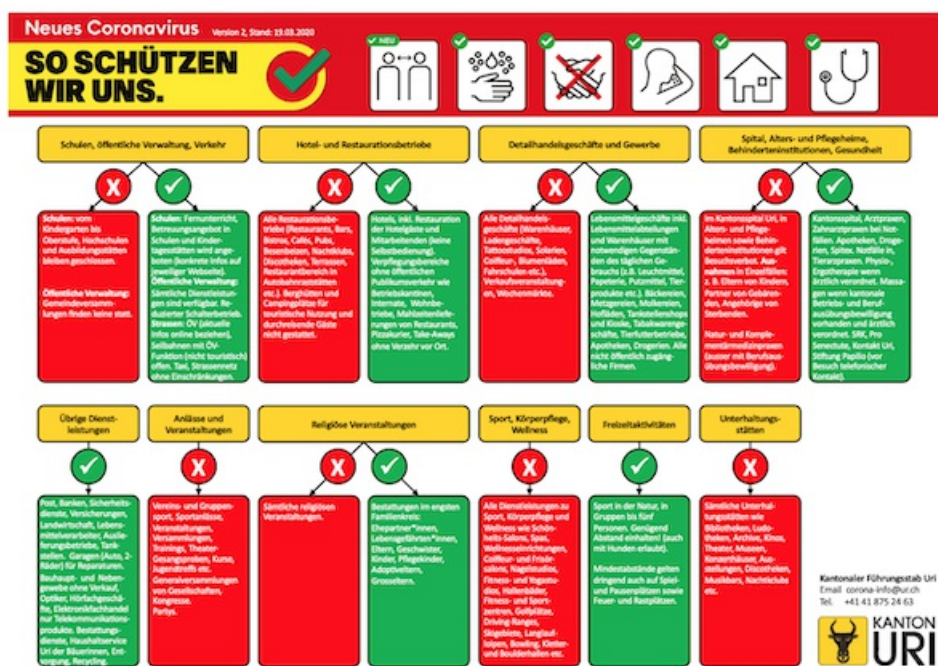 Neues Coronavirus Version 2, Stand: 19.03.2020
SO SCHÜTZEN
WIR UNS.
NEU
Schulen, öffentliche Verwaltung, Verkehr
Hotel- und Restaurationsbetriebe
Detailhandelsgeschäfte und Gewerbe
Spital, Alters- und Pflegeheime,
Behinderteninstitutionen, Gesundheit
X
X
X
X
Schulen: vom
Kindergarten bis
Oberstufe, Hochschulen
und Ausbildungsstätten
bleiben geschlossen.
Öffentliche Verwaltung:
Gemeindeversamm-
lungen finden keine statt.
Schulen: Fernunterricht,
Betreuungsangebot in
Schulen und Kinder-
tagesstätten wird ange-
boten (konkrete Infos auf
jeweiliger Webseite).
Öffentliche Verwaltung:
Sämtliche Dienstleistun-
gen sind verfügbar. Re-
duzierter Schalterbetrieb.
Strassen: ÖV (aktuelle
Infos online beziehen),
Seilbahnen mit ÖV-
Funktion (nicht touristisch)
offen. Taxi, Strassennetz
ohne Einschränkungen.
Alle Restaurationsbe-
triebe (Restaurants, Bars,
Bistros, Cafés, Pubs,
Besenbeizen, Nachtklubs,
Discotheken, Terrassen,
Restaurantbereich in
Autobahnraststätten
etc.). Berghütten und
Campingplätze für
touristische Nutzung und
durchreisende Gäste
nicht gestattet.
Hotels, inkl. Restauration
der Hotelgäste und
Mitarbeitenden (keine
Selbstbedienung).
Verpflegungsbereiche
ohne öffentlichen
Publikumsverkehr wie
Betriebskantinen,
Internate, Wohnbe-
triebe, Mahlzeitenliefe-
rungen von Restaurants,
Pizzakurier, Take-Aways
ohne Verzehr vor Ort.
Alle Detailhandels-
geschäfte (Warenhäuser,
Ladengeschäfte,
Tattoostudios, Solarien,
Coiffeur, Blumenläden,
Fahrschulen etc.),
Verkaufsveranstaltun-
gen, Wochenmärkte.
Lebensmittelgeschäfte inkl.
Lebensmittelabteilungen
und Warenhäuser mit
notwendigen Gegenstän-
den des täglichen Ge-
brauchs (z.B. Leuchtmittel,
Papeterie, Putzmittel, Tier-
produkte etc.). Bäckereien,
Metzgereien, Molkereien,
Hofläden, Tankstellenshops
und Kioske, Tabakwarenge-
schäfte, Tierfutterbetriebe,
Apotheken, Drogerien. Alle
nicht öffentlich zugäng-
liche Firmen.
Im Kantonsspital Uri, in
Alters- und Pflege-
heimen sowie Behin-
derteninstitutionen gilt
Besuchsverbot. Aus-
nahmen in Einzelfällen:
z. B. Eltern von Kindern,
Partner von Gebären-
den, Angehörige von
Sterbenden.
Natur- und Komple-
mentärmedizinpraxen
(ausser mit Berufsaus-
übungsbewilligung).
Kantonsspital, Arztpraxen,
Zahnarztpraxen bei Not-
fällen, Apotheken, Droge-
rien, Spitex. Notfälle in
Tierarztpraxen. Physio-,
Ergotherapie wenn
ärztlich verordnet. Massa-
gen wenn kantonale
Betriebs- und Beruf-
ausübungsbewilligung
vorhanden und ärztlich
verordnet. SRK, Pro
Senectute, Kontakt Uri,
Stiftung Papilio (vor
Besuch telefonischer
Kontakt).
Übrige Dienst-
leistungen
Anlässe und
Veranstaltungen
Religiöse Veranstaltungen
Sport, Körperpflege,
Wellness
Freizeitaktivitäten
Unterhaltungs-
stätten
X
X
X
X
Post, Banken, Sicherheits-
dienste, Versicherungen,
Landwirtschaft, Lebens-
mittelverarbeiter, Auslie-
ferungsbetriebe, Tank-
stellen. Garagen (Auto, 2-
Räder) für Reparaturen.
Bauhaupt- und Neben-
gewerbe ohne Verkauf,
Optiker, Hörfachgeschä-
fte, Elektronikfachhandel
nur Telekommunikations-
produkte. Bestattungs-
dienste, Haushaltservice
Uri der Bäuerinnen, Ent-
sorgung, Recycling.
Vereins- und Gruppen-
sport, Sportanlässe,
Veranstaltungen,
Versammlungen,
Trainings, Theater-
Gesangsproben, Kurse,
Jugendtreffs etc.
Generalversammlungen
von Gesellschaften,
Kongresse.
Partys.
Sämtliche religiösen
Veranstaltungen.
Bestattungen im engsten
Familienkreis:
Ehepartner*innen,
Lebensgefährten*innen,
Eltern, Geschwister,
Kinder, Pflegekinder,
Adoptiveltern,
Grosseltern.
Alle Dienstleistungen zu
Sport, Körperpflege und
Wellness wie Schön-
heits-Salons, Spas,
Wellnesseinrichtungen,
Coiffeur- und Frisör-
salons, Nagelstudios,
Fitness- und Yogastu-
dios, Hallenbäder,
Fitness- und Sport-
zentren, Golfplätze,
Driving-Ranges,
Skigebiete, Langlauf-
loipen, Bowling, Kletter-
und Boulderhallen etc.
Sport in der Natur, in
Gruppen bis fünf
Personen. Genügend
Abstand einhalten! (auch
mit Hunden erlaubt).
Mindestabstände gelten
dringend auch auf Spiel-
und Pausenplätzen sowie
Feuer- und Rastplätzen.
Sämtliche Unterhal-
tungsstätten wie
Bibliotheken, Ludo-
theken, Archive, Kinos,
Theater, Museen,
Konzerthäuser, Aus-
stellungen, Discotheken,
Musikbars, Nachtklubs
etc.
Kantonaler Führungsstab Uri
Email corona-info@ur.ch
Tel. +41 41 875 24 63
KANTON
URI